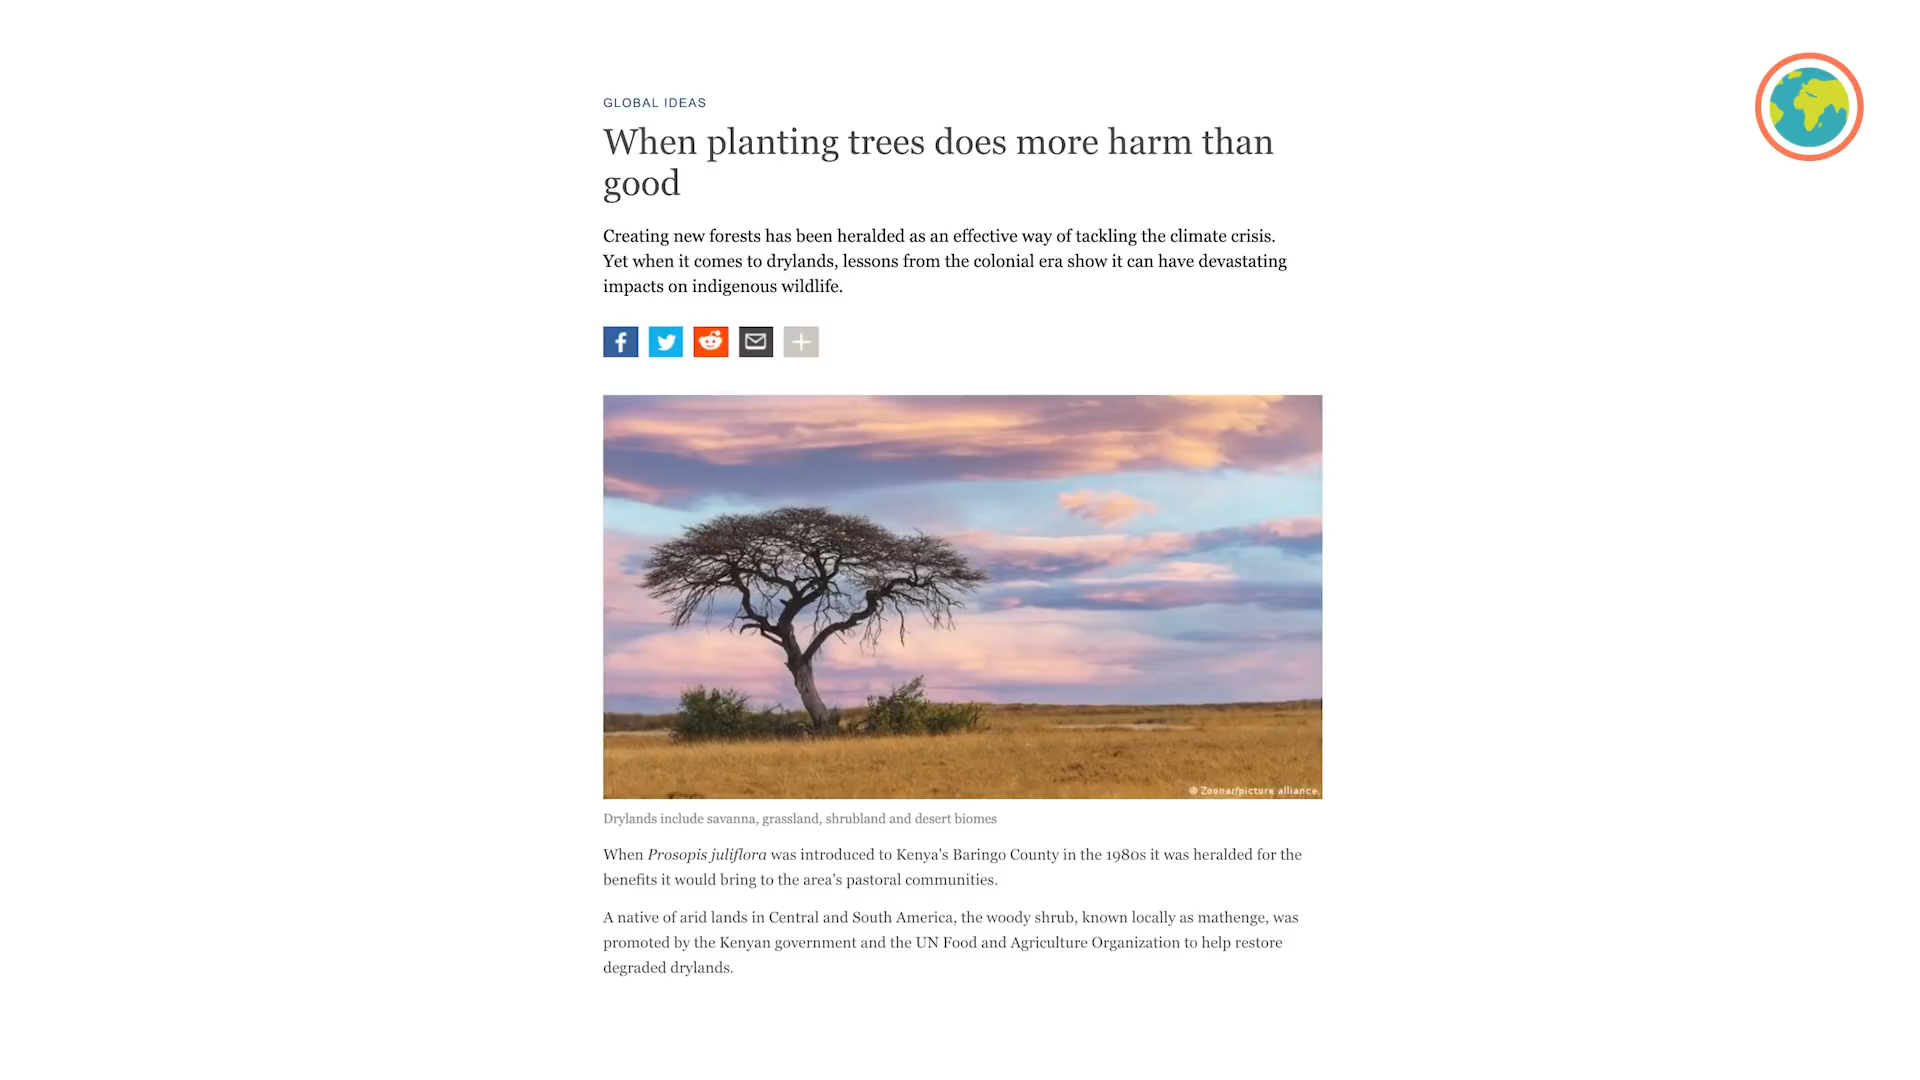 GLOBAL IDEAS
When planting trees does more harm than
good
Creating new forests has been heralded as an effective way of tackling the climate crisis.
Yet when it comes to drylands, lessons from the colonial era show it can have devastating
impacts on indigenous wildlife.
© Zoonar/picture alliance
Drylands include savanna, grassland, shrubland and desert biomes
When Prosopis juliflora was introduced to Kenya's Baringo County in the 1980s it was heralded for the
benefits it would bring to the area's pastoral communities.
A native of arid lands in Central and South America, the woody shrub, known locally as mathenge, was
promoted by the Kenyan government and the UN Food and Agriculture Organization to help restore
degraded drylands.